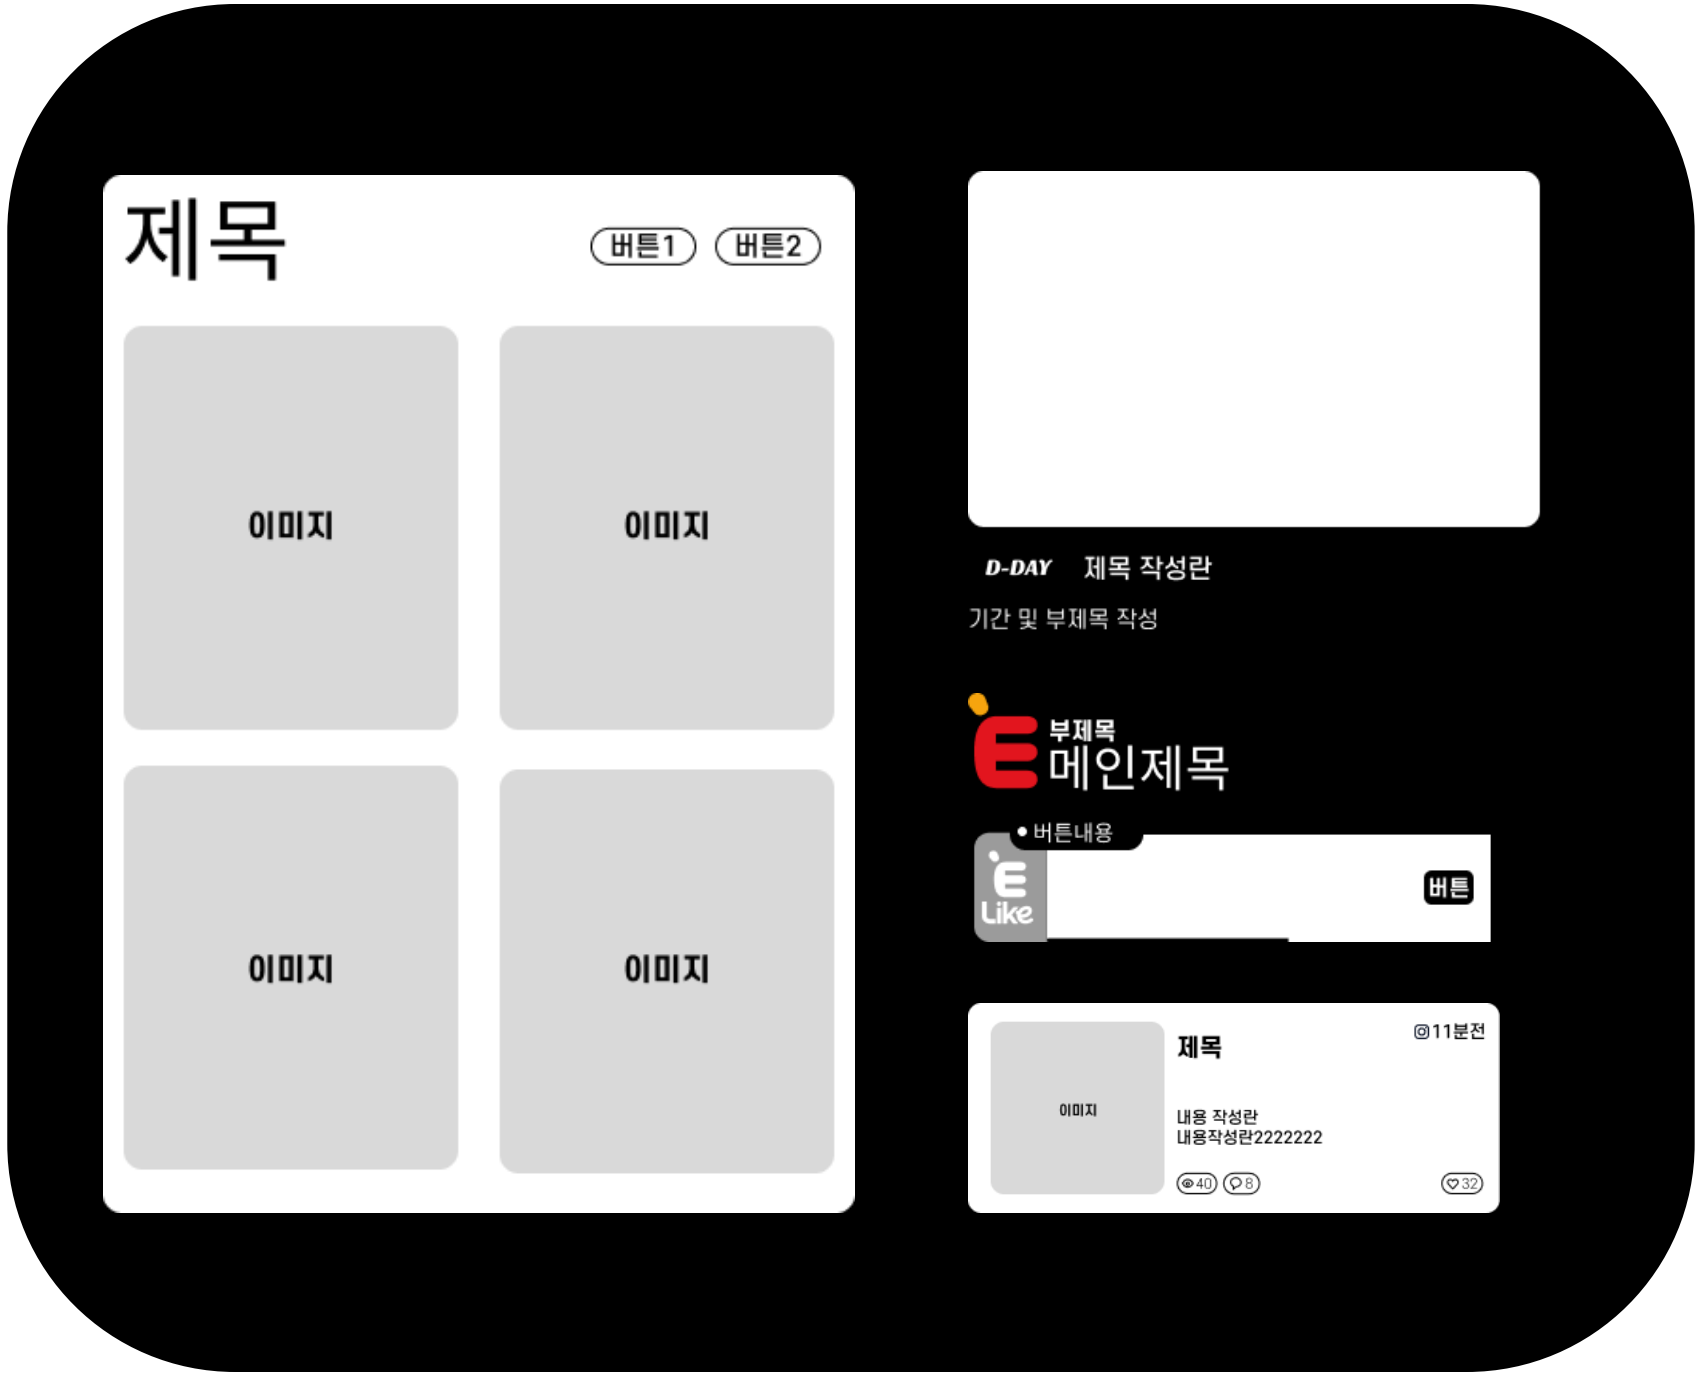 제목
버튼1 버튼2
이미지 이미지
이미지 이미지
D-DAY 제목 작성란
기간 및 부제목 작성
E 부제목
메인제목
버튼내용
E
Like
버튼
11분전
제목
이미지
내용 작성란
내용작성란2222222
40 8 32